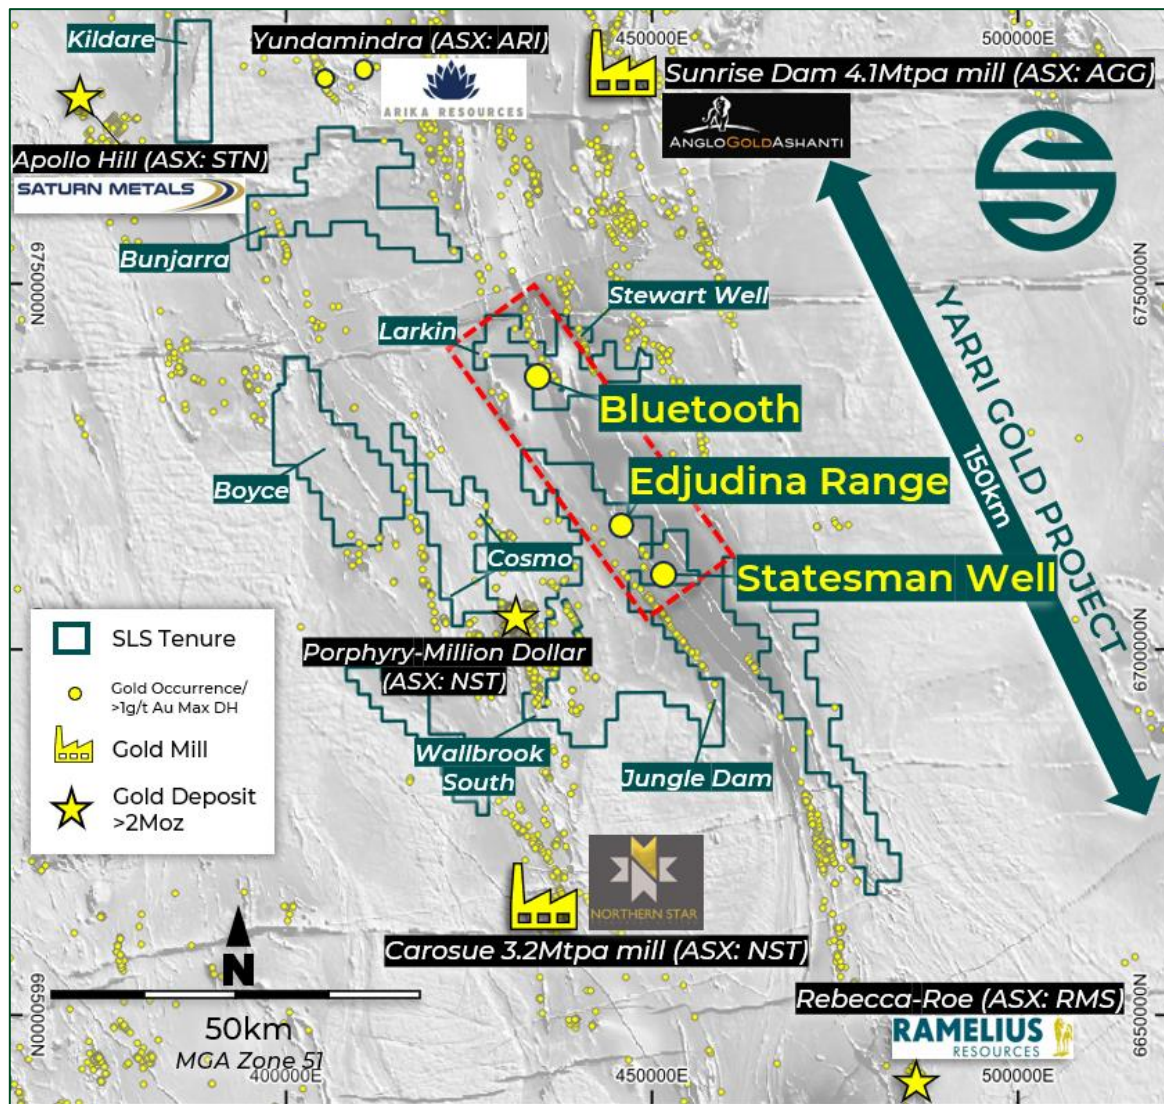 Kildare
Yundamindra (ASX: ARI)
450000E
500000E
ARIKA RESOURCES
Sunrise Dam 4.1Mtpa mill (ASX: AGG)
ANGLOGOLDASHANTI
Apollo Hill (ASX: STN)
SATURN METALS
Bunjarra
6750000N
6750000N
Stewart Well
Larkin
Bluetooth
YARRI GOLD PROJECT
150km
Boyce
Edjudina Range
Cosmo
Statesman Well
SLS Tenure
Gold Occurrence/
>1g/t Au Max DH
Gold Mill
Gold Deposit
>2Moz
Porphyry-Million Dollar
(ASX: NST)
6700000N
Wallbrook
South
Jungle Dam
NORTHERN STAR
Carosue 3.2Mtpa mill (ASX: NST)
N
50km
MGA Zone 51
Rebecca-Roe (ASX: RMS)
RAMELIUS
RESOURCES
6650000N
6650000N
400000E
450000E
500000E